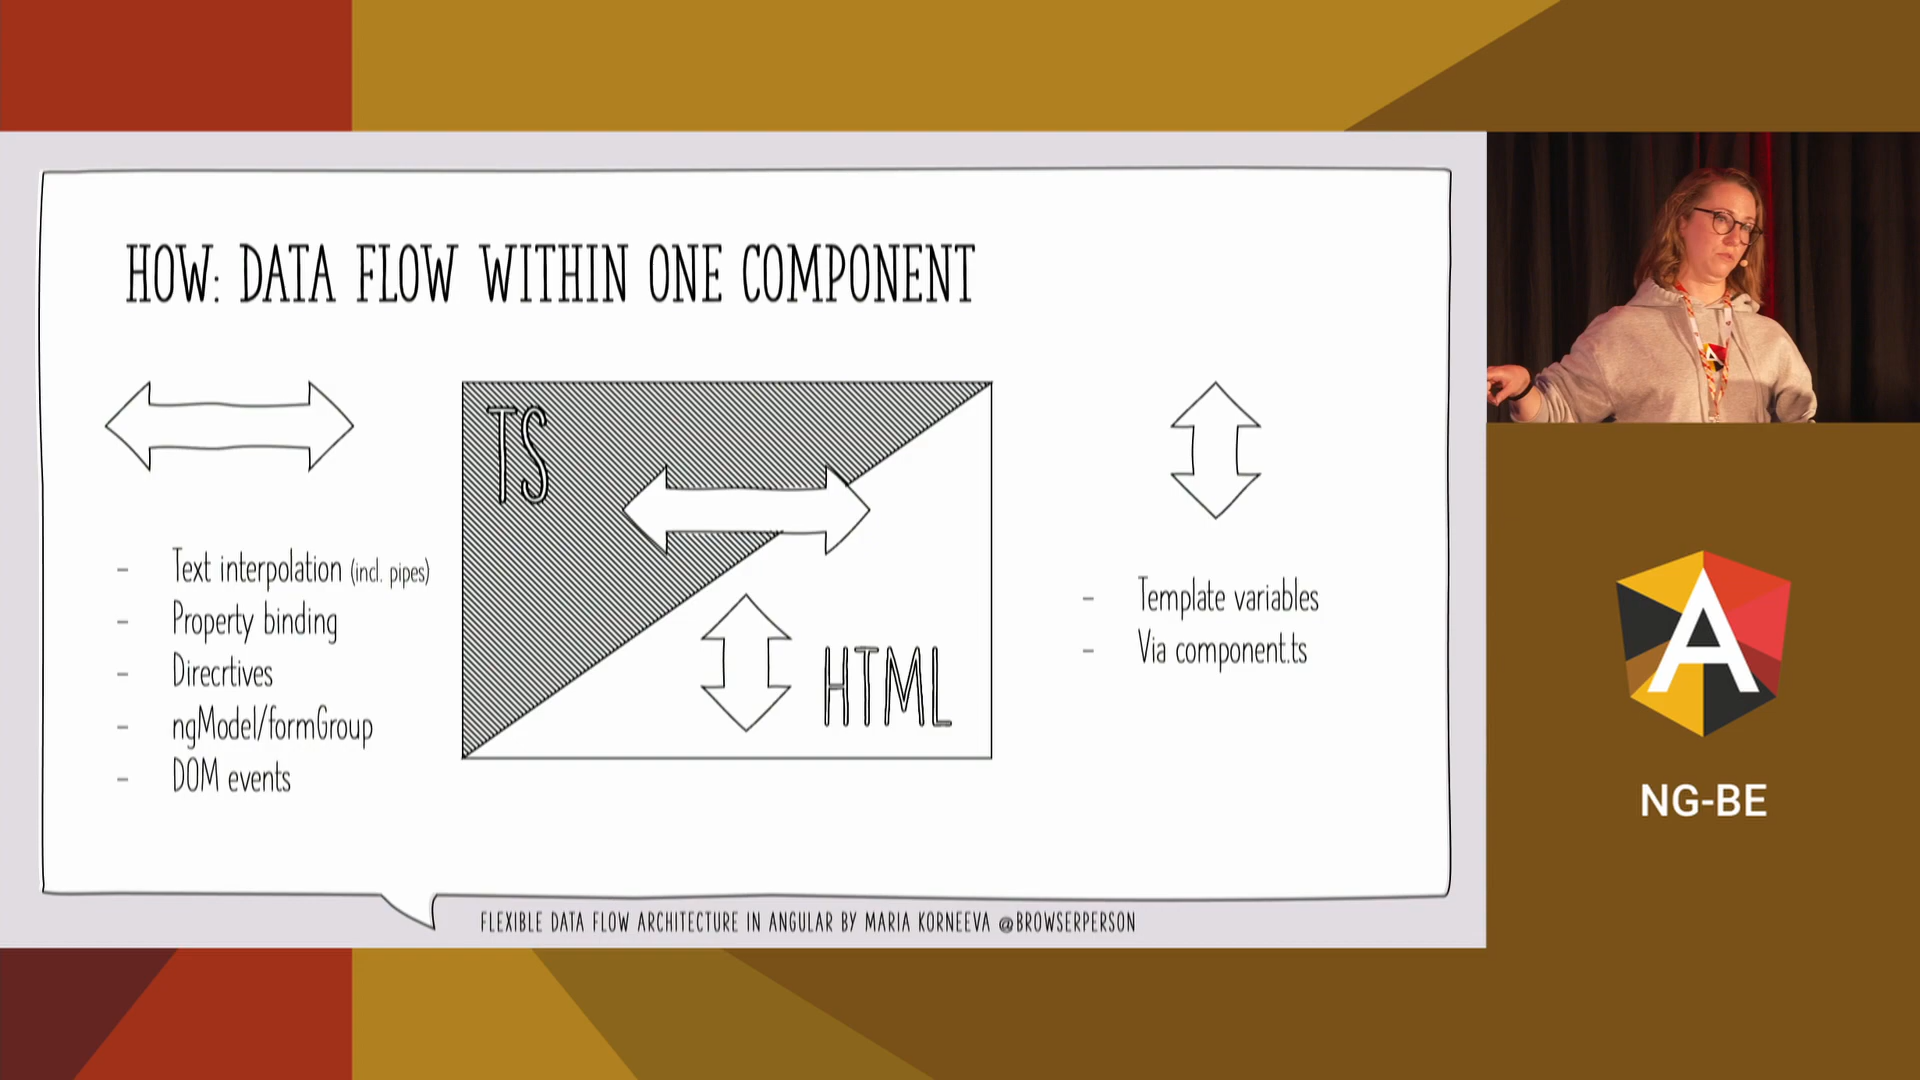 HOW: DATA FLOW WITHIN ONE COMPONENT
TS
HTML
- Text interpolation (incl. pipes)
- Property binding
- Direcrtives
- ngModel/formGroup
- DOM events
- Template variables
- Via component.ts
FLEXIBLE DATA FLOW ARCHITECTURE IN ANGULAR BY MARIA KORNEEVA @BROWSERPERSON
A
NG-BE